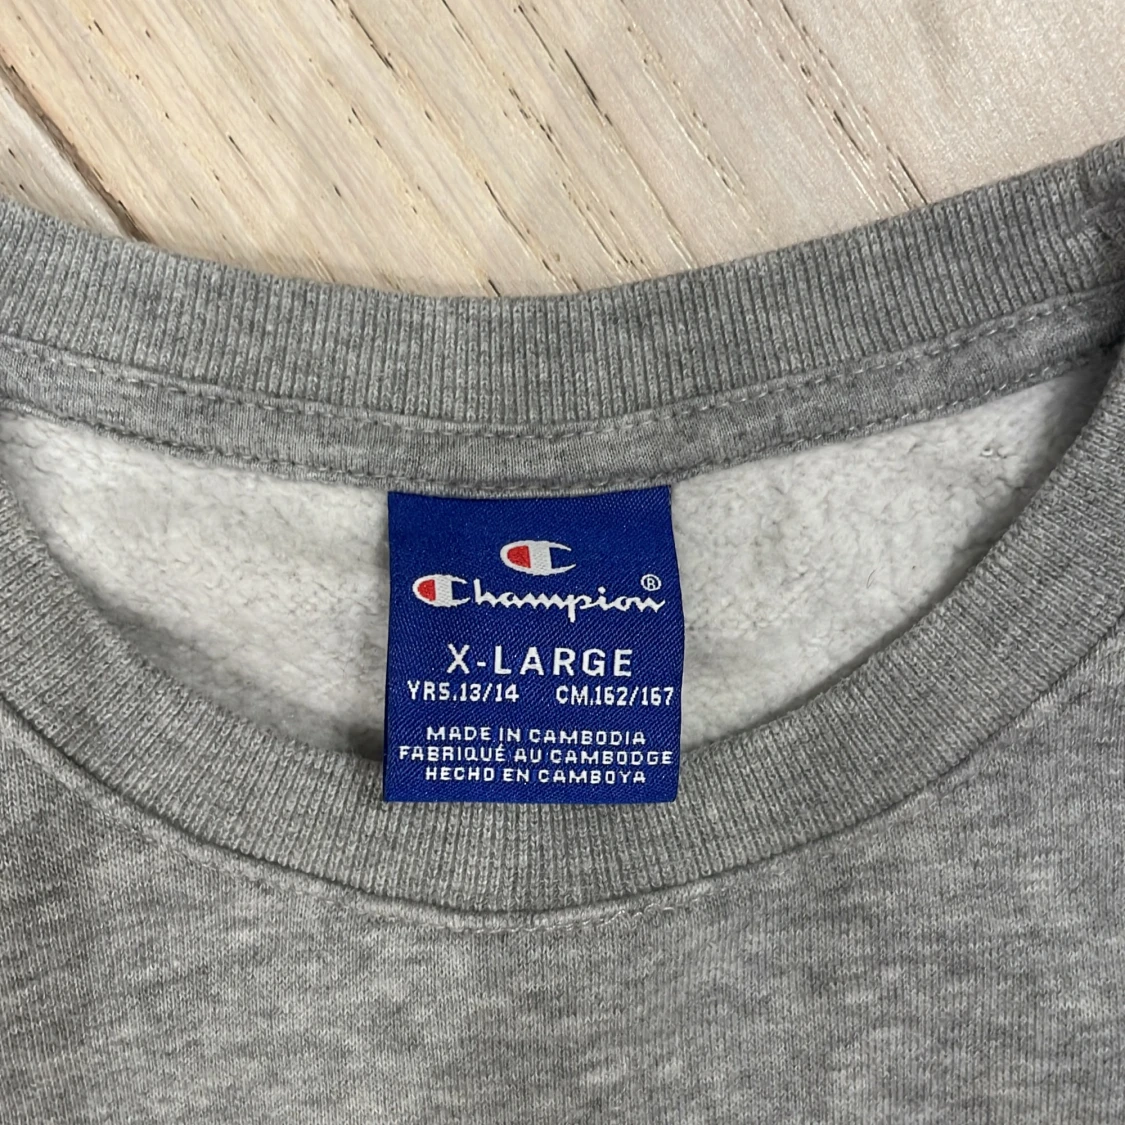 Champion®
X-LARGE
YRS.13/14 CM.162/167
MADE IN CAMBODIA
FABRIQUÉ AU CAMBODGE
HECHO EN CAMBOYA